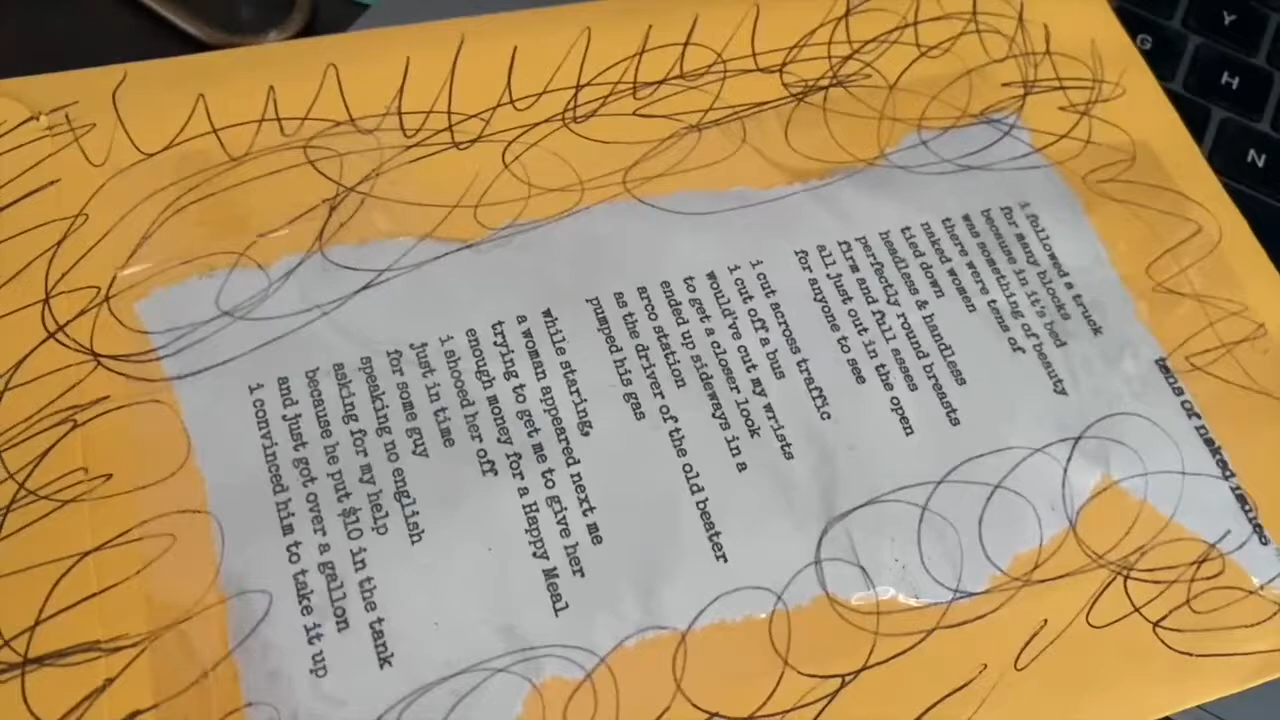 tens of naked ladies
i followed a truck
for many blocks
because in it's bed
was something of beauty
there were tens of
naked women
tied down
headless & handless
perfectly round breasts
firm and full asses
all just out in the open
for anyone to see
i cut across traffic
i cut off a bus
would've cut my wrists
to get a closer look
ended up sideways in a
arco station
as the driver of the old beater
pumped his gas
while staring,
a woman appeared next me
trying to get me to give her
enough money for a Happy Meal
i shooed her off
just in time
for some guy
speaking no english
asking for my help
because he put $10 in the tank
and just got over a gallon
i convinced him to take it up
Y
G
H
N